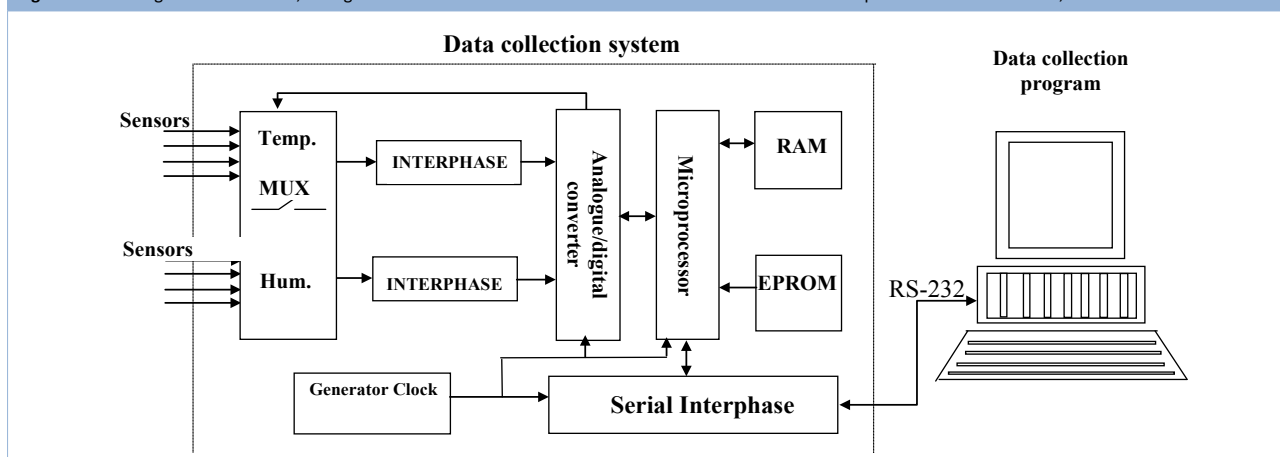 Data collection system
Data collection
program
Sensors
Temp.
MUX
Sensors
Hum.
INTERPHASE
INTERPHASE
Analogue/digital
converter
Microprocessor
RAM
EPROM
RS-232
Generator Clock
Serial Interphase